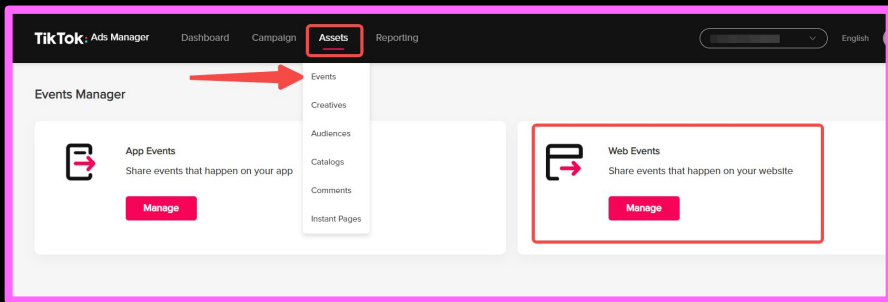 TikTok: Ads Manager Dashboard Campaign Assets Reporting English
Events
Events Manager
Creatives
Audiences
Catalogs
Comments
Instant Pages
App Events
Share events that happen on your app
Manage
Web Events
Share events that happen on your website
Manage